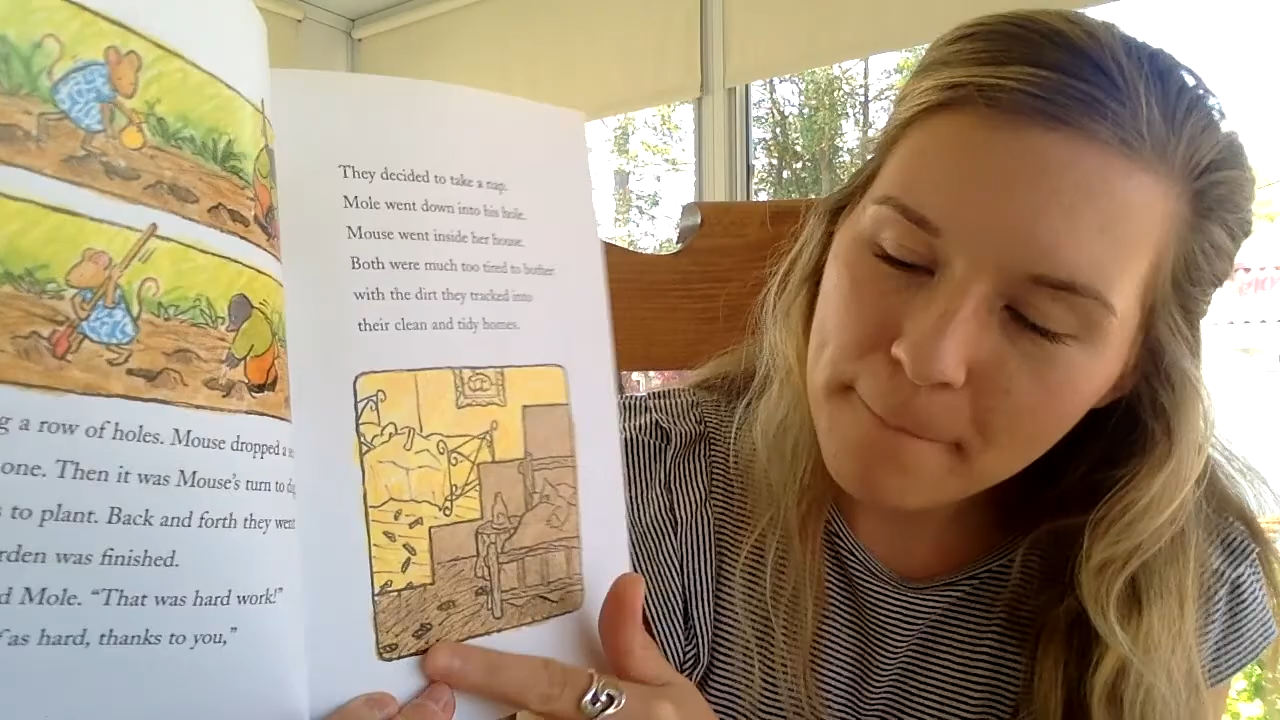 g a row of holes. Mouse dropped a
one. Then it was Mouse's turn to dig
s to plant. Back and forth they went
rden was finished.
d Mole. "That was hard work!"
f as hard, thanks to you,"
They decided to take a nap.
Mole went down into his hole.
Mouse went inside her house.
Both were much too tired to bother
with the dirt they tracked into
their clean and tidy homes.